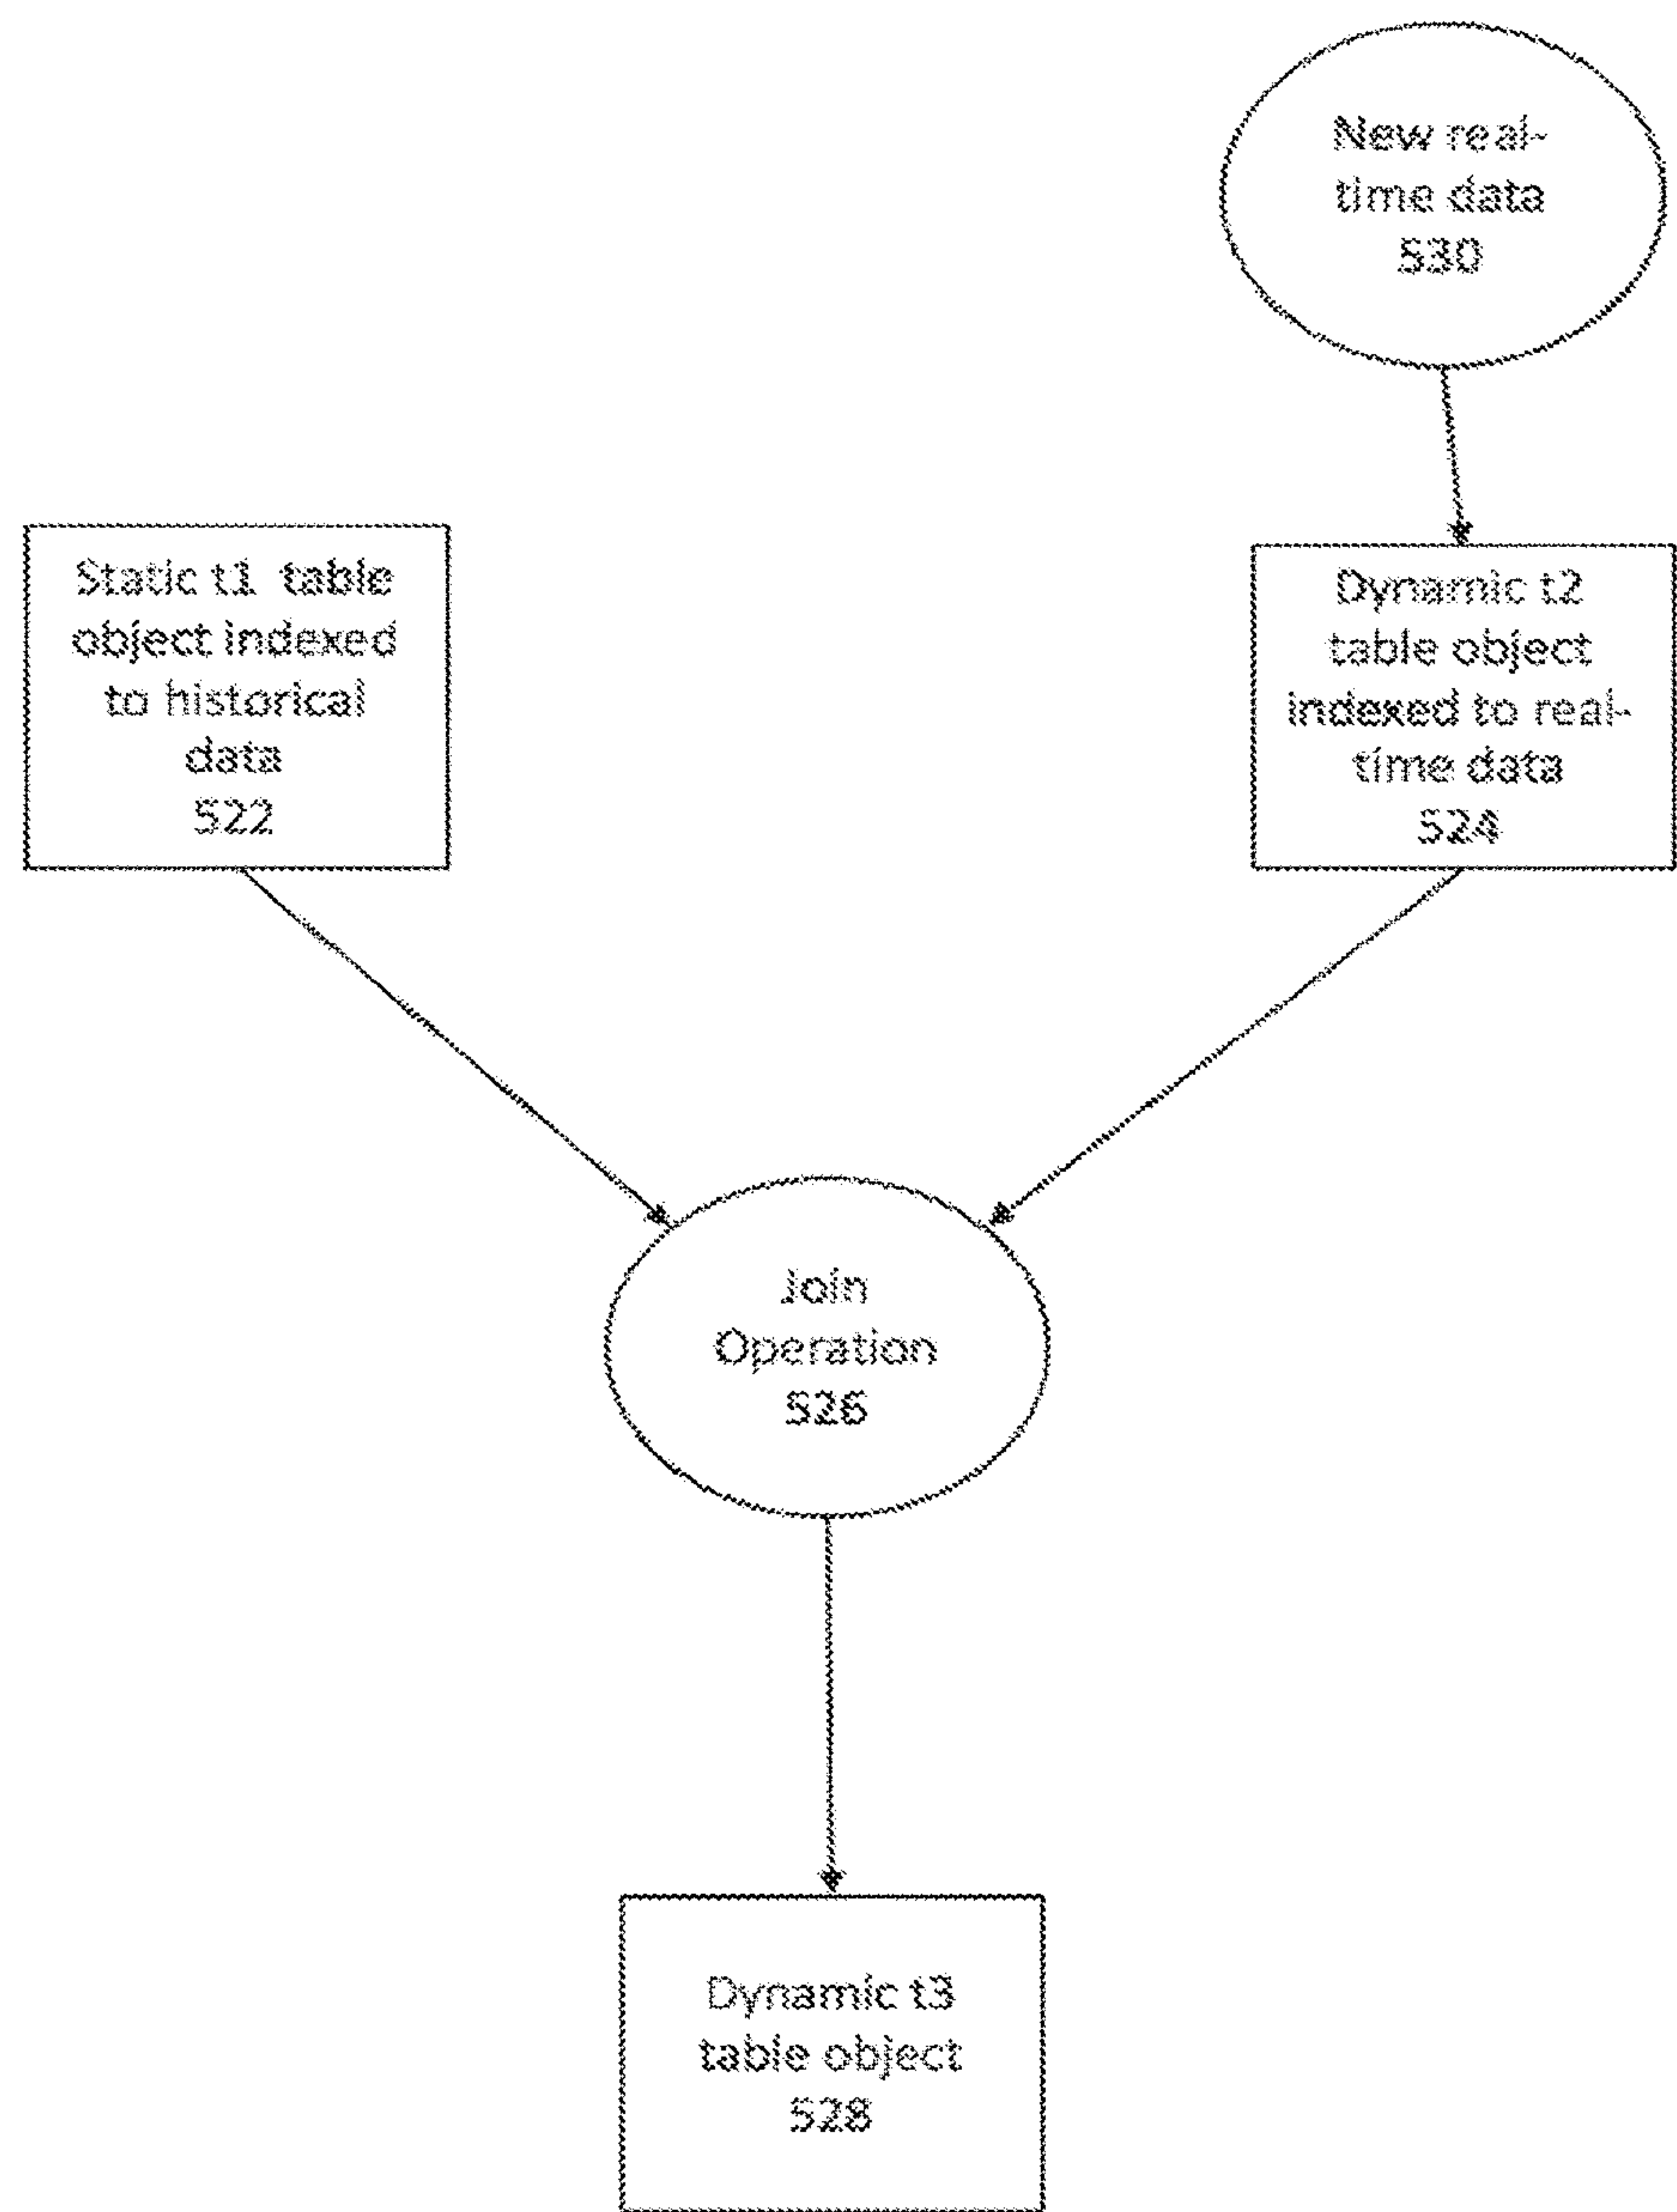 New real-
time data
530
Static t1 table
object indexed
to historical
data
522
Dynamic t2
table object
indexed to real-
time data
524
Join
Operation
526
Dynamic t3
table object
528